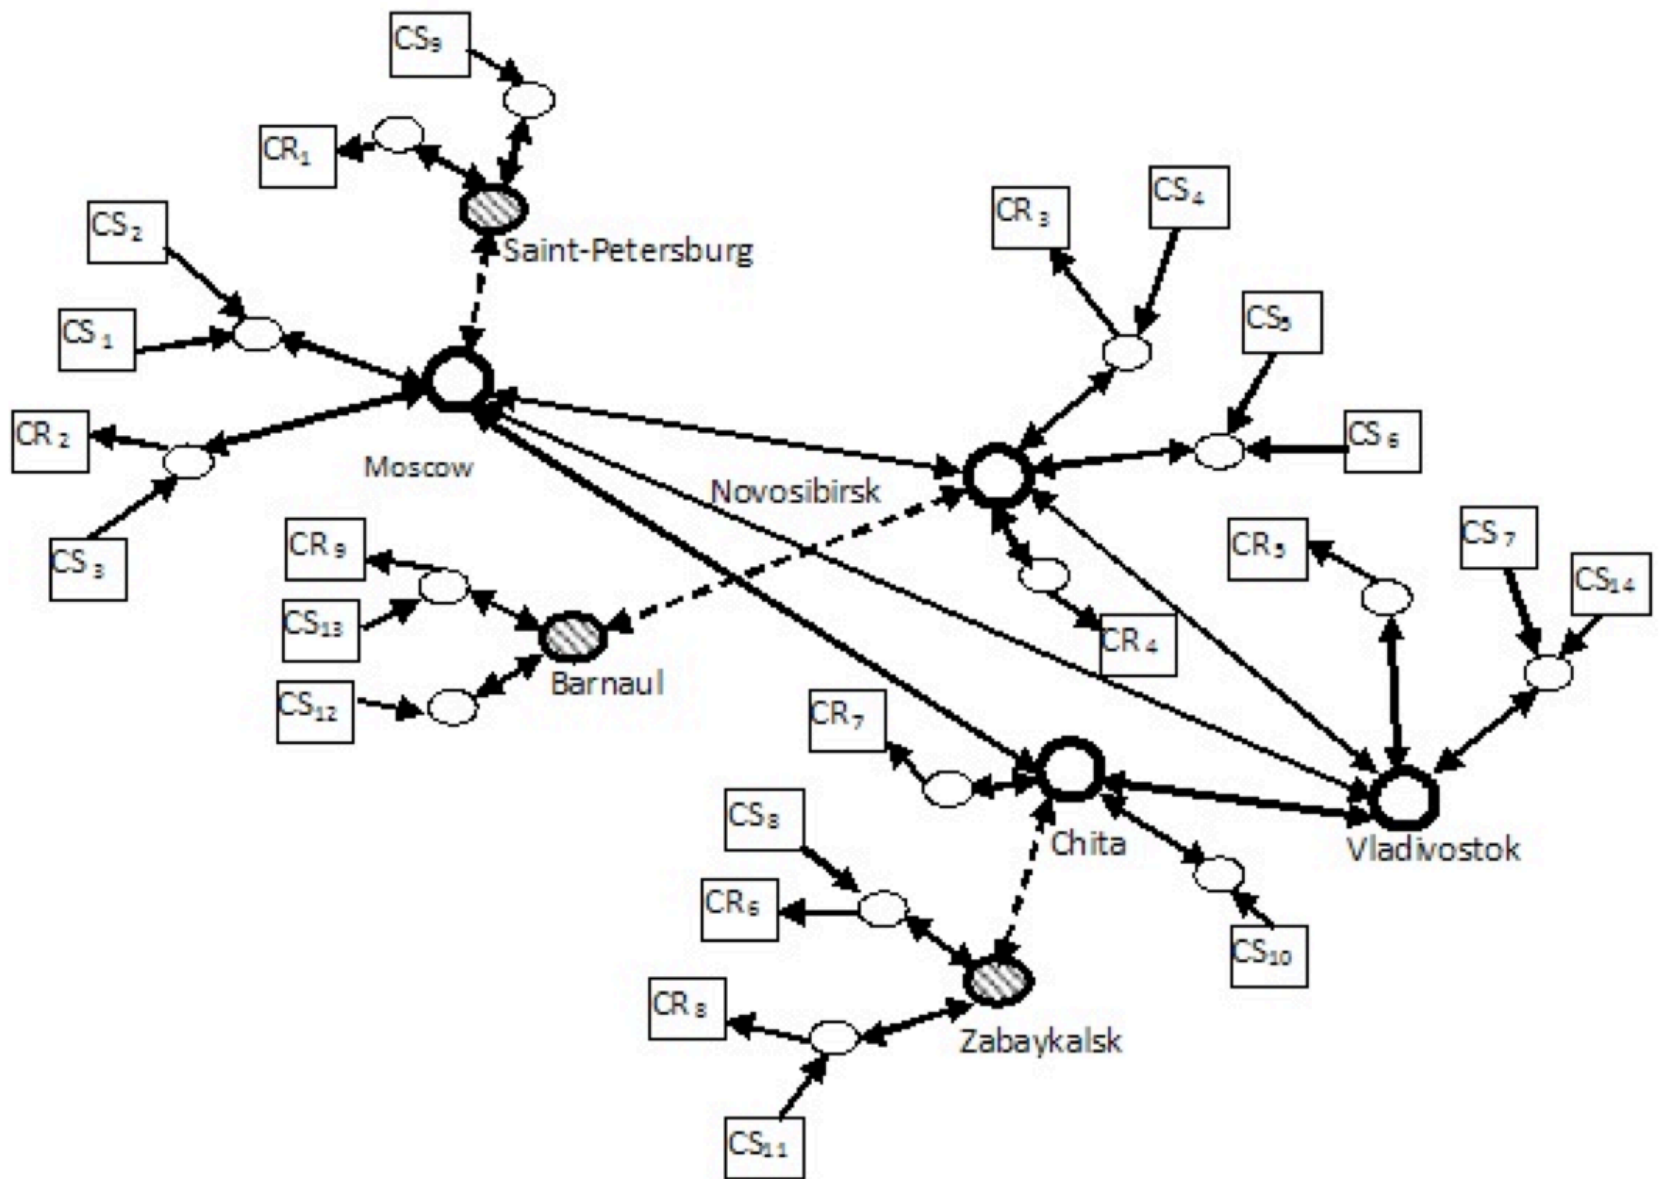 CS₉
CR₁
CS₂
CS₄
CR₃
Saint-Petersburg
CS₁
CS₅
CR₂
CS₆
Moscow
Novosibirsk
CR₉
CS₃
CR₅
CS₇
CS₁₄
CS₁₃
CR₄
Barnaul
CS₁₂
CR₇
CS₈
Chita
Vladivostok
CR₆
CS₁₀
CR₈
Zabaykalsk
CS₁₁